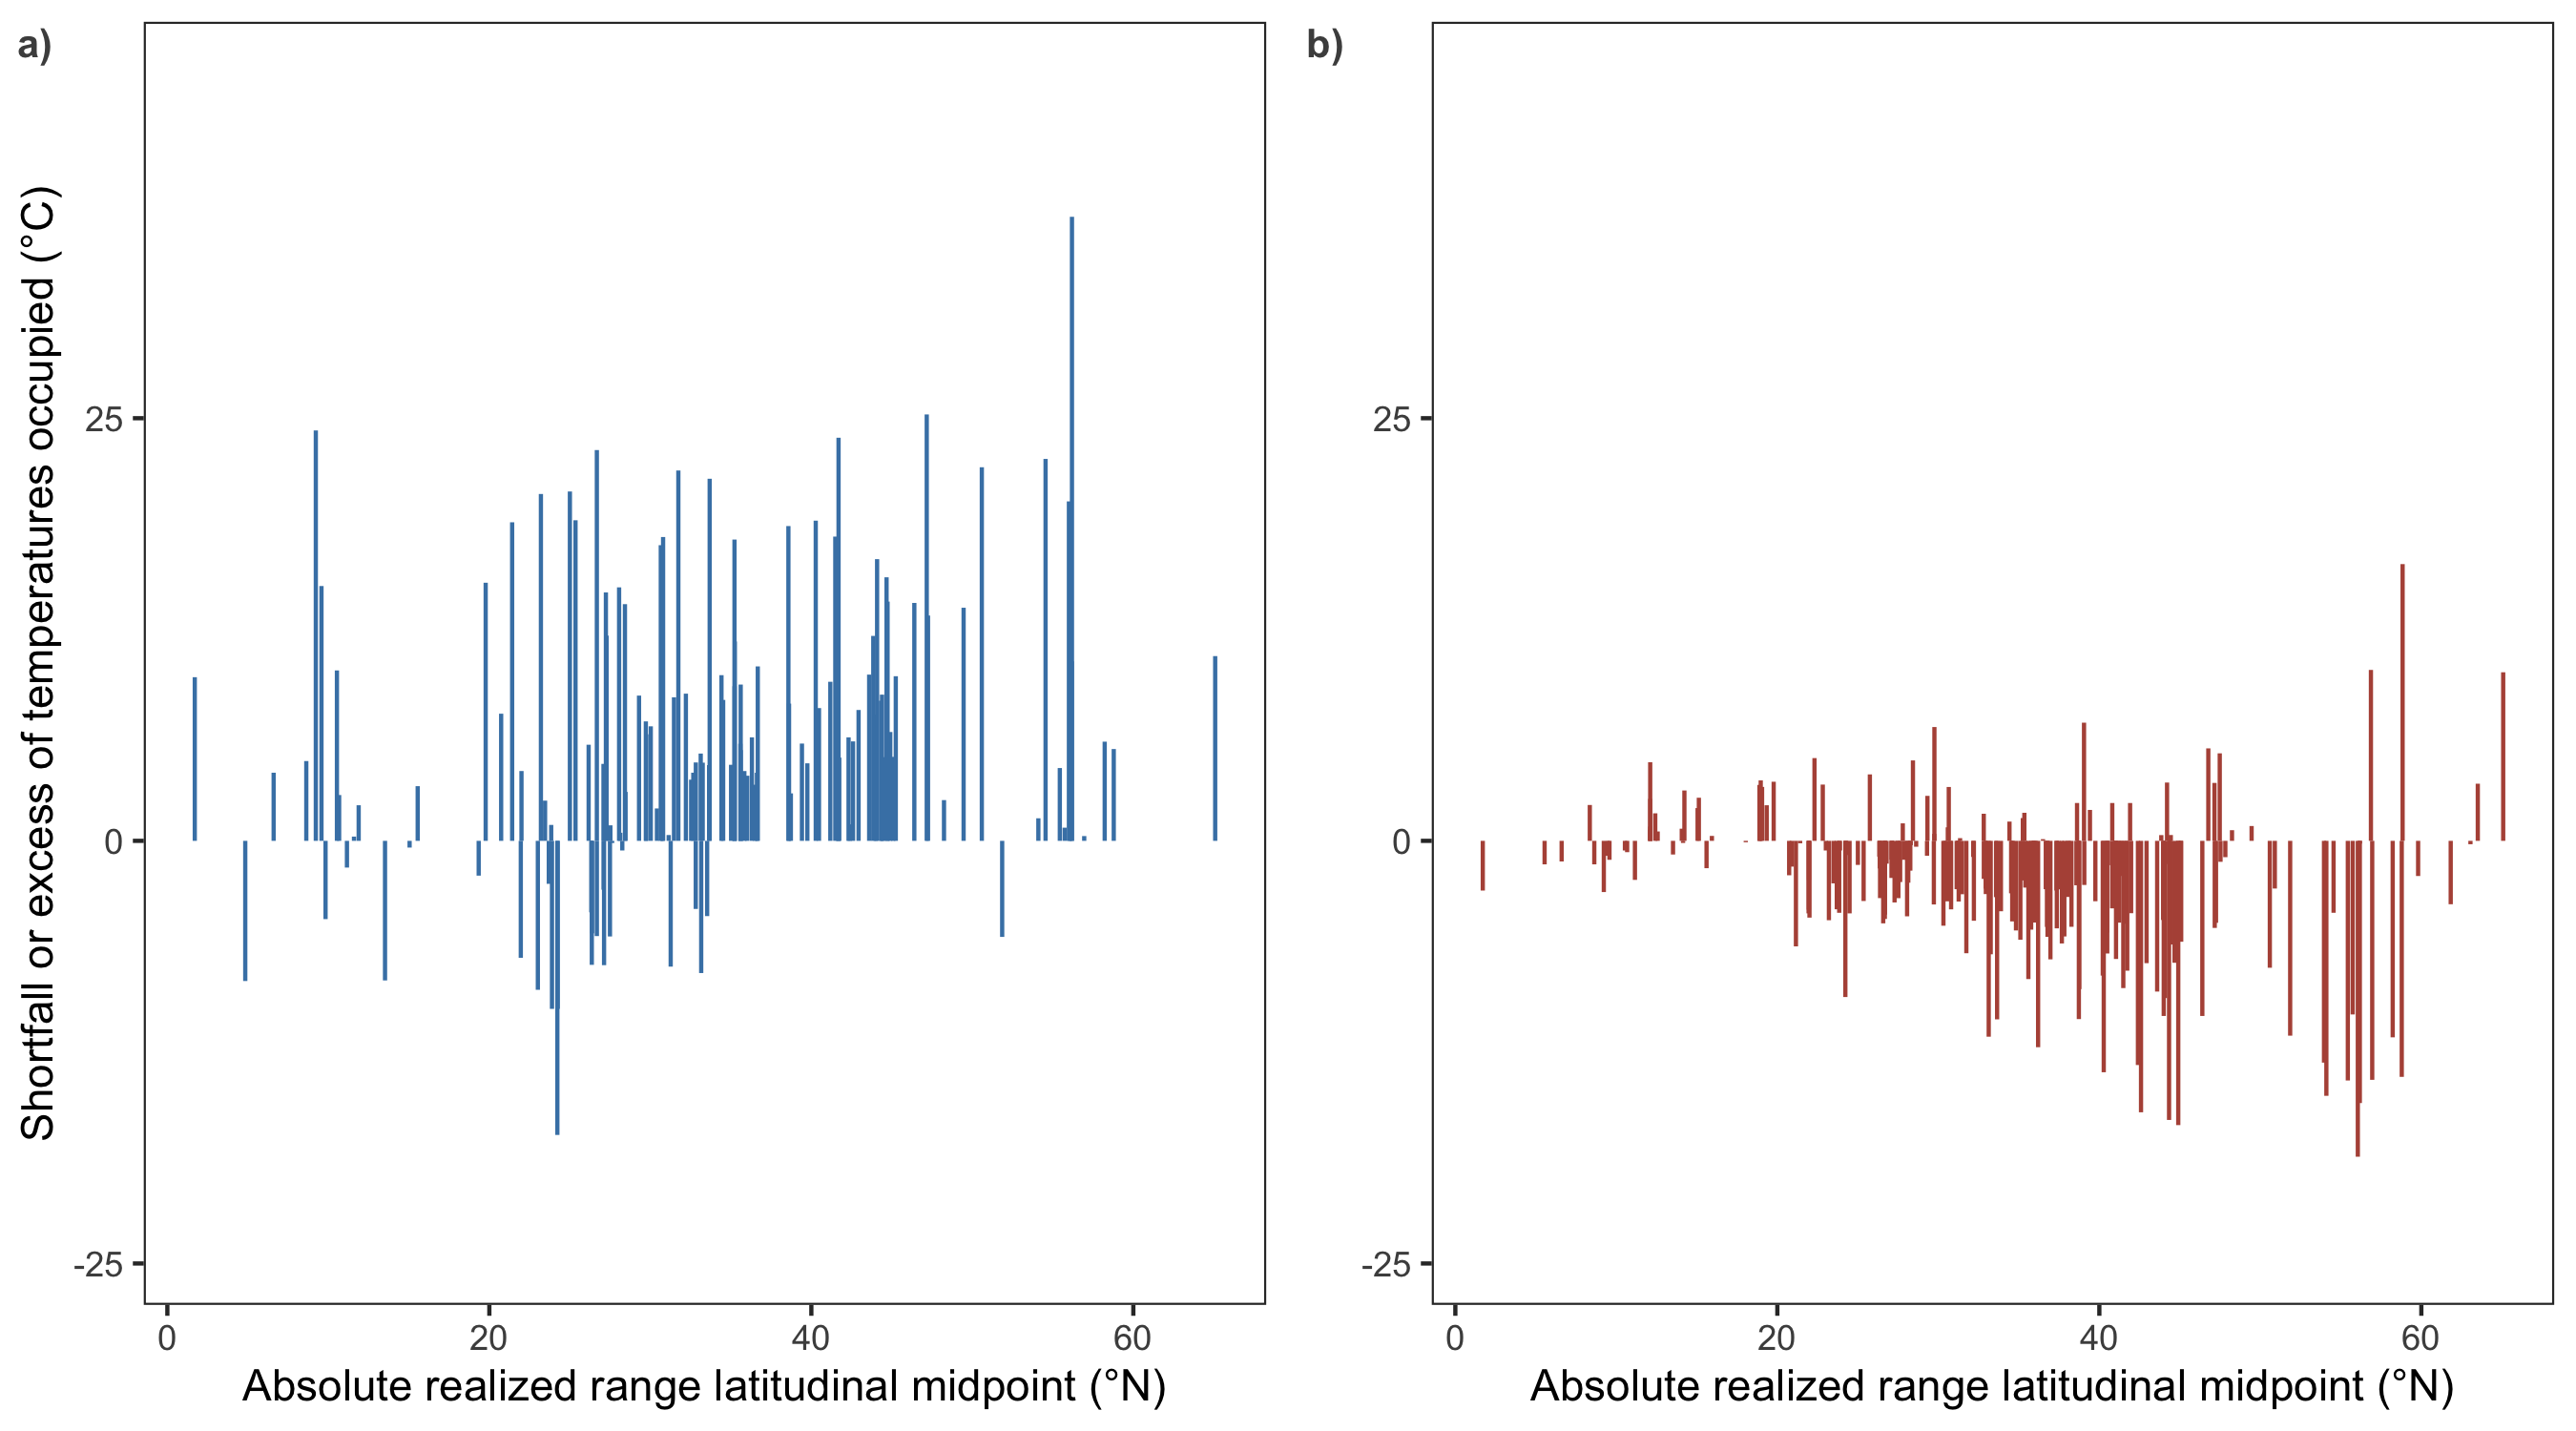 a)
Shortfall or excess of temperatures occupied (°C)
25
0
-25
0 20 40 60
Absolute realized range latitudinal midpoint (°N)
b)
25
0
-25
0 20 40 60
Absolute realized range latitudinal midpoint (°N)